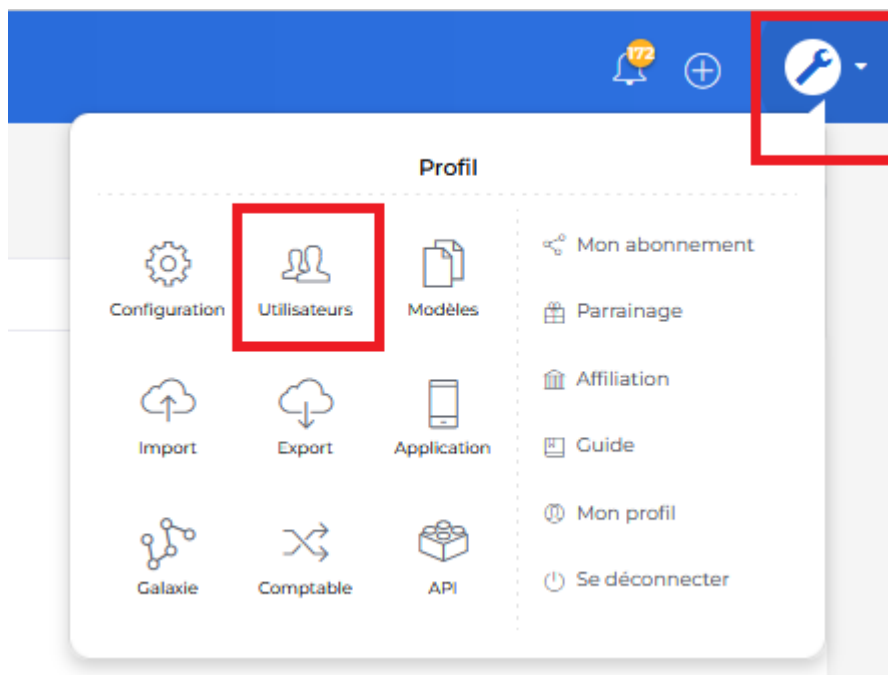 172
Profil
Configuration
Utilisateurs
Modèles
Import
Export
Application
Galaxie
Comptable
API
Mon abonnement
Parrainage
Affiliation
Guide
Mon profil
Se déconnecter